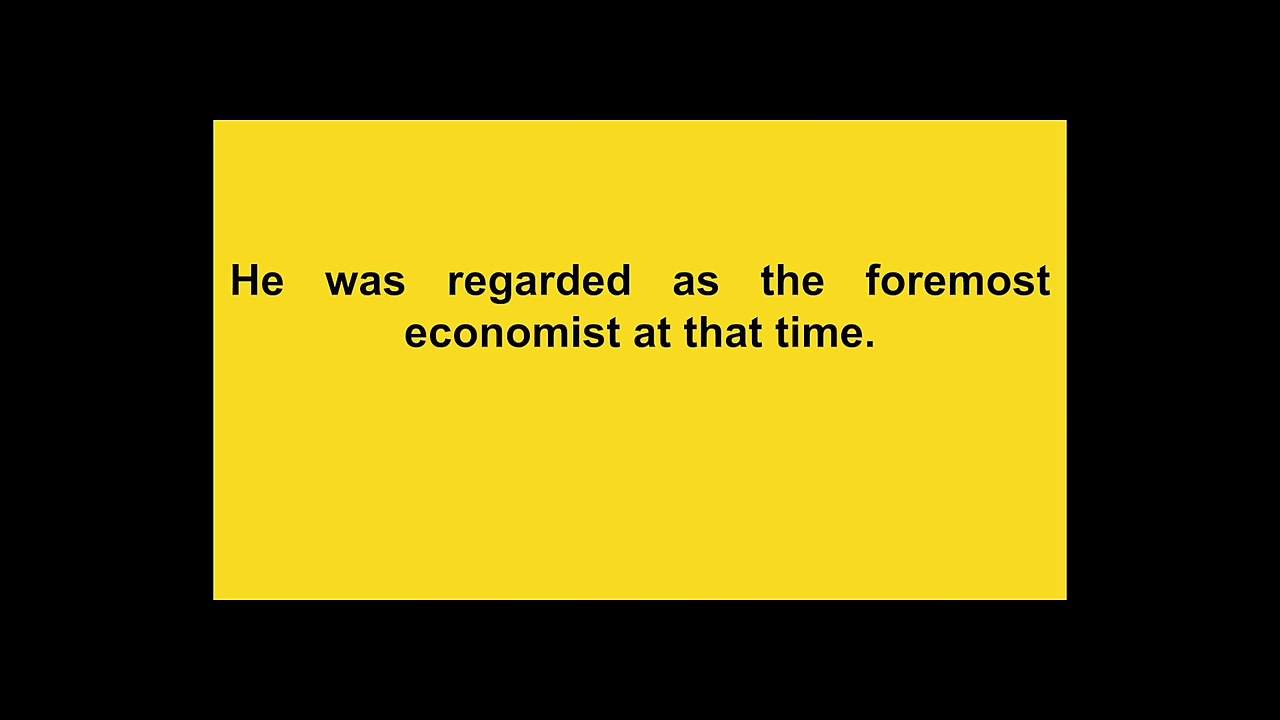 He was regarded as the foremost
economist at that time.